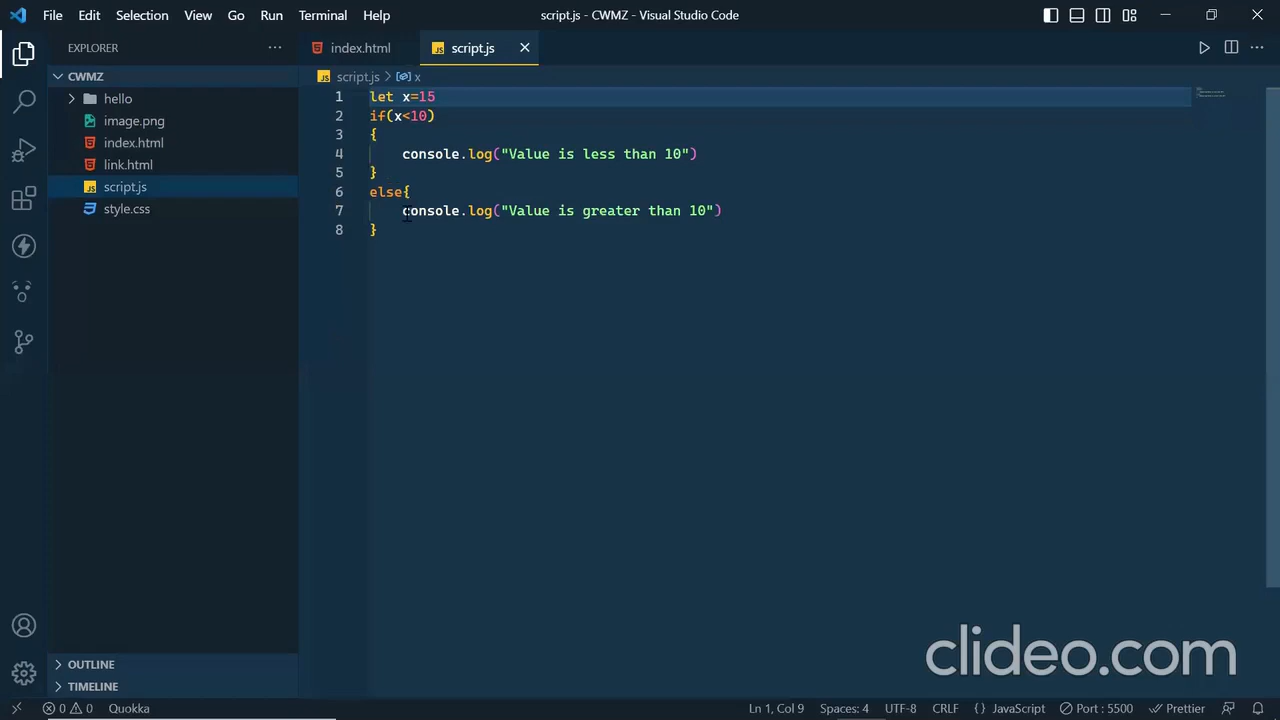 File Edit Selection View Go Run Terminal Help
script.js - CWMZ - Visual Studio Code
EXPLORER
CWMZ
hello
image.png
index.html
link.html
JS script.js
style.css
OUTLINE
TIMELINE
index.html
JS script.js
JS script.js > x
1 let x=15
2 if(x<10)
3 {
4 console.log("Value is less than 10")
5 }
6 else{
7 console.log("Value is greater than 10")
8 }
clideo.com
0 0 Quokka
Ln 1, Col 9 Spaces: 4 UTF-8 CRLF {} JavaScript Port : 5500 Prettier